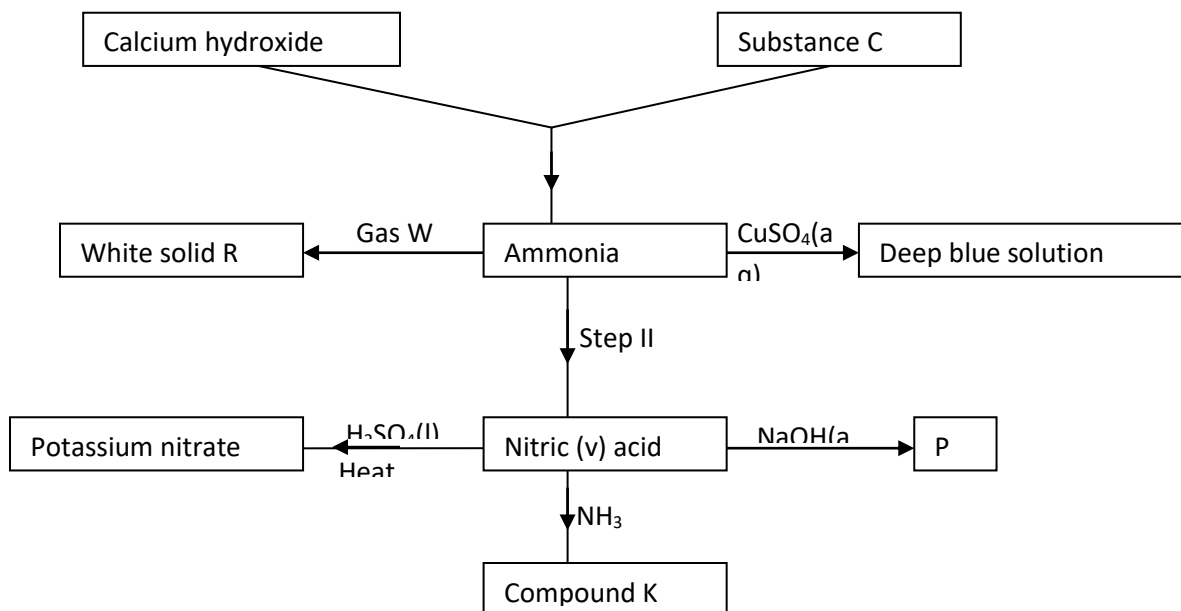 Calcium hydroxide
Substance C
Gas W
CuSO₄(a
q)
White solid R
Ammonia
Deep blue solution
Step II
H₂SO₄(l)
NaOH(a
Potassium nitrate
Nitric (v) acid
P
Heat
NH₃
Compound K